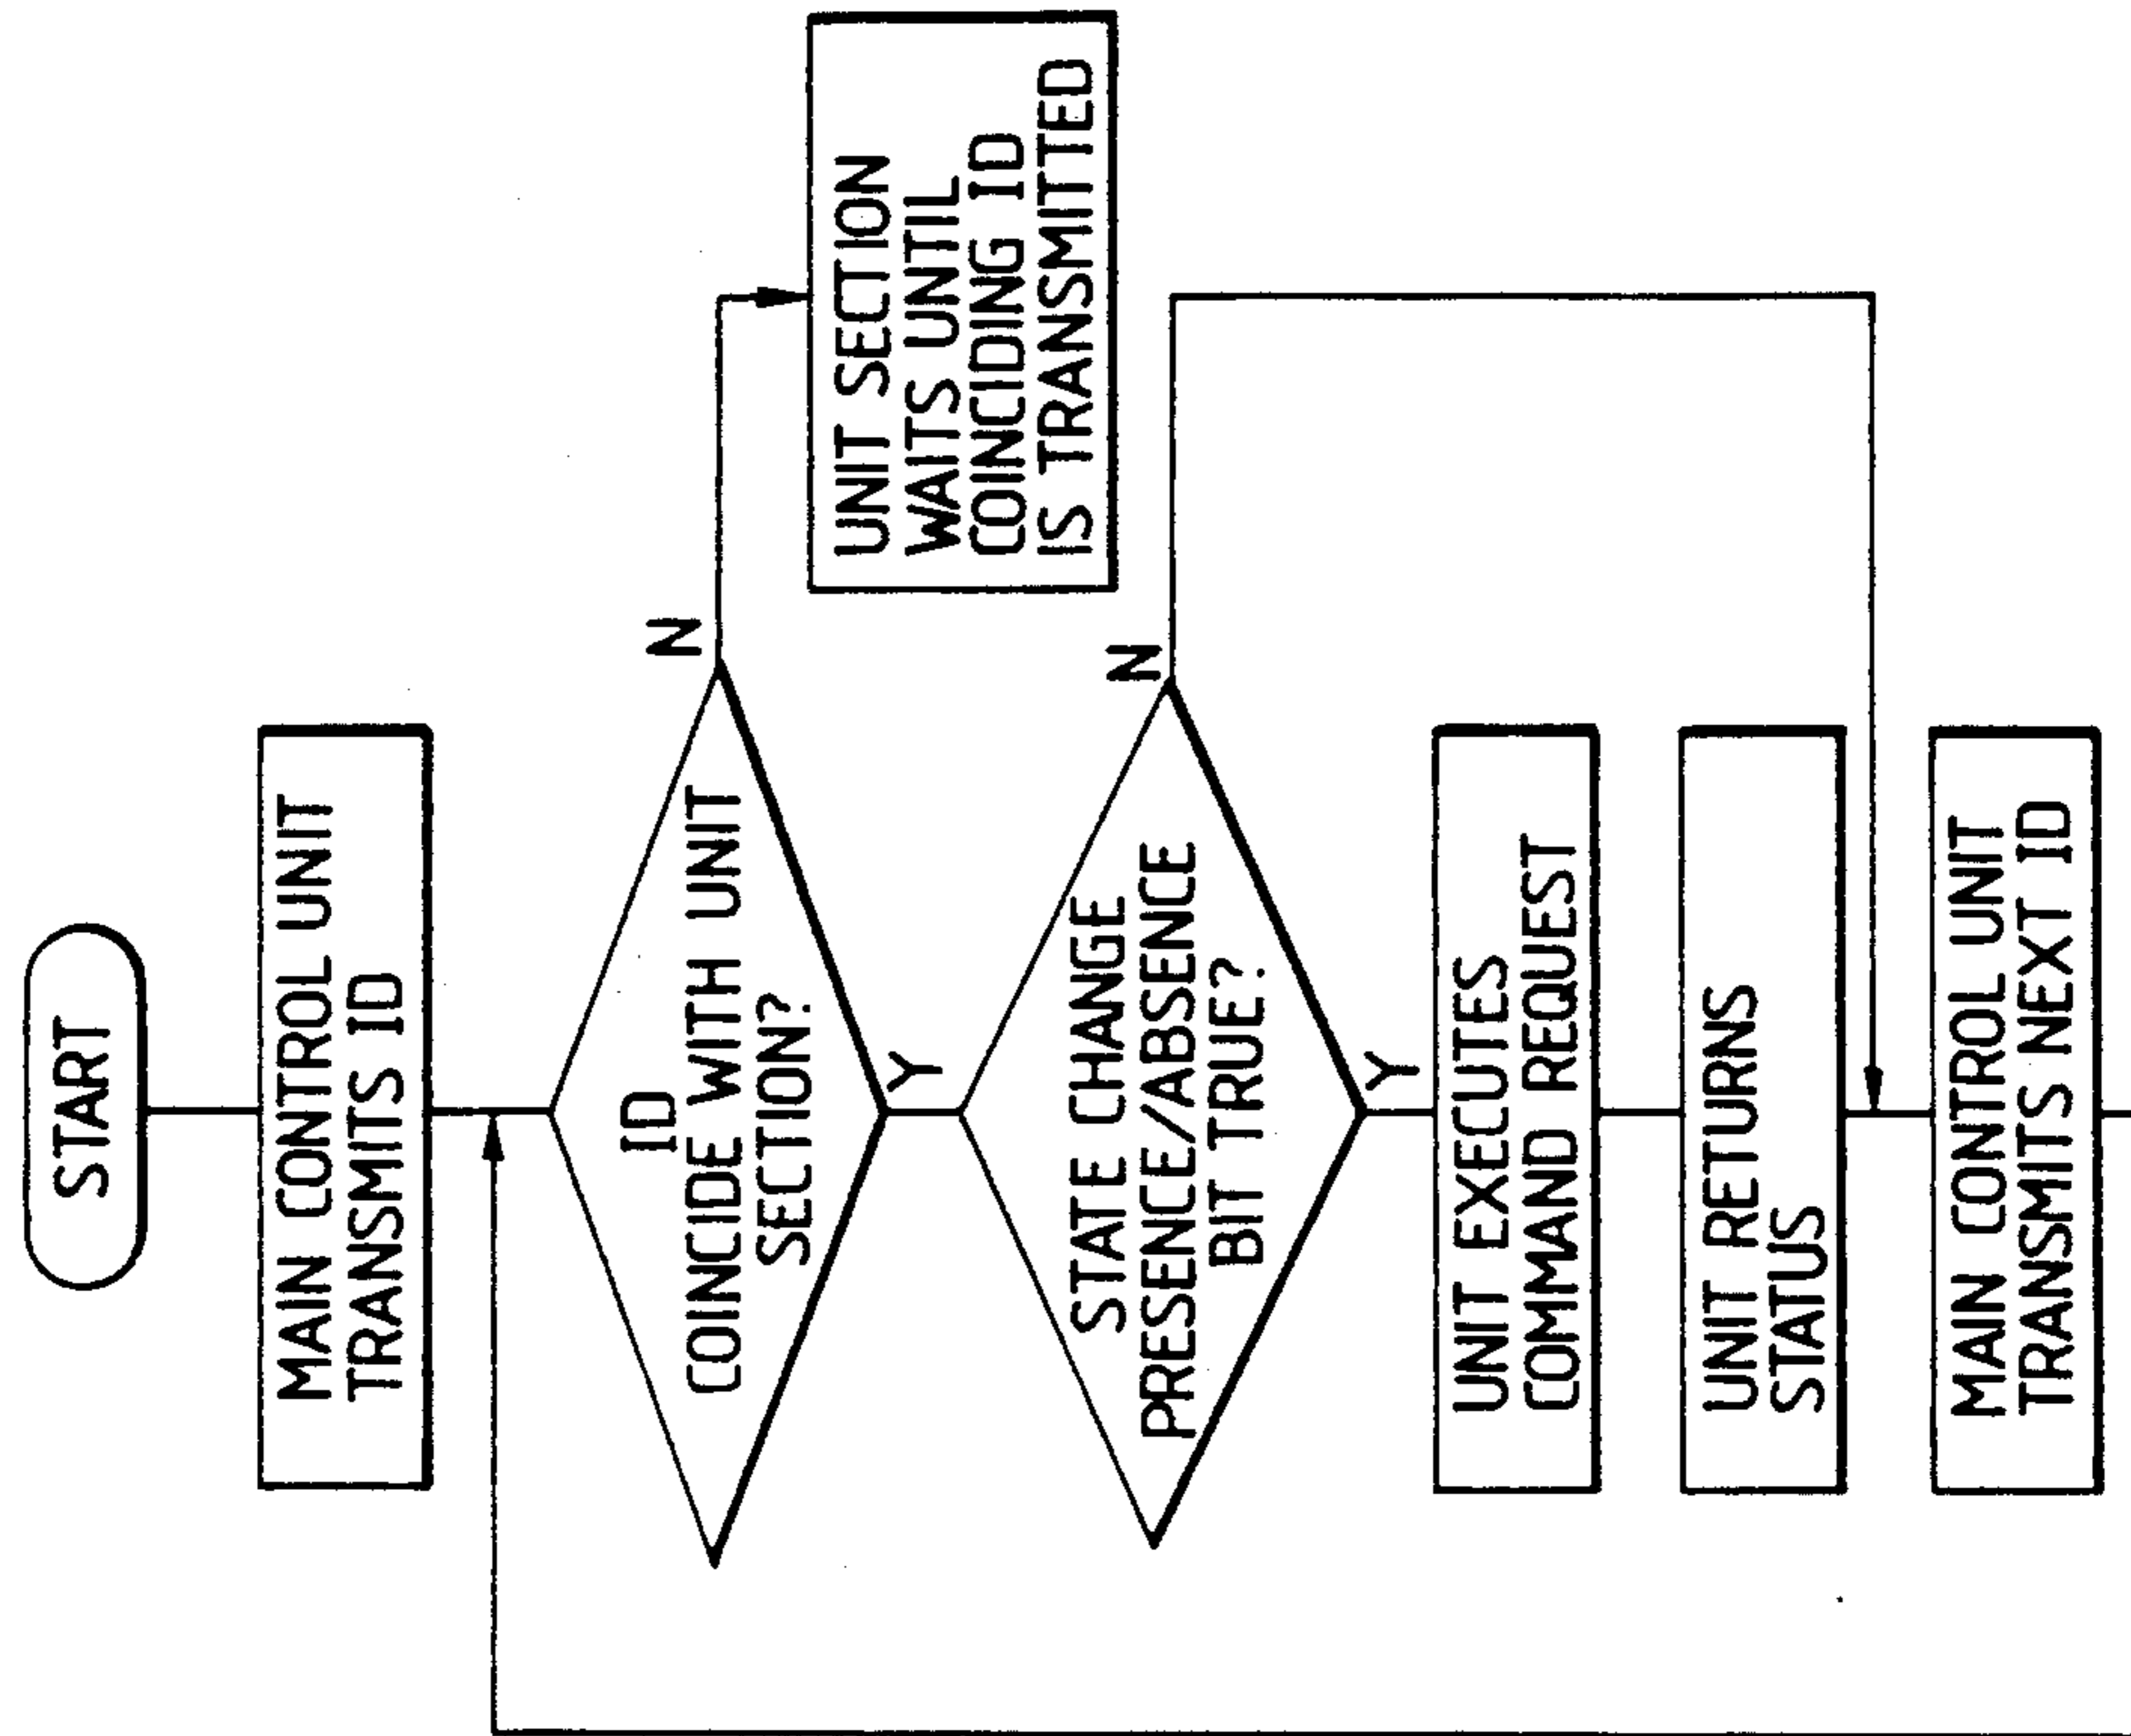 START
MAIN CONTROL UNIT
TRANSMITS ID
ID
COINCIDE WITH UNIT
SECTION?
N
UNIT SECTION
WAITS UNTIL
COINCIDING ID
IS TRANSMITTED
Y
STATE CHANGE
PRESENCE/ABSENCE
BIT TRUE?
N
Y
UNIT EXECUTES
COMMAND REQUEST
UNIT RETURNS
STATUS
MAIN CONTROL UNIT
TRANSMITS NEXT ID